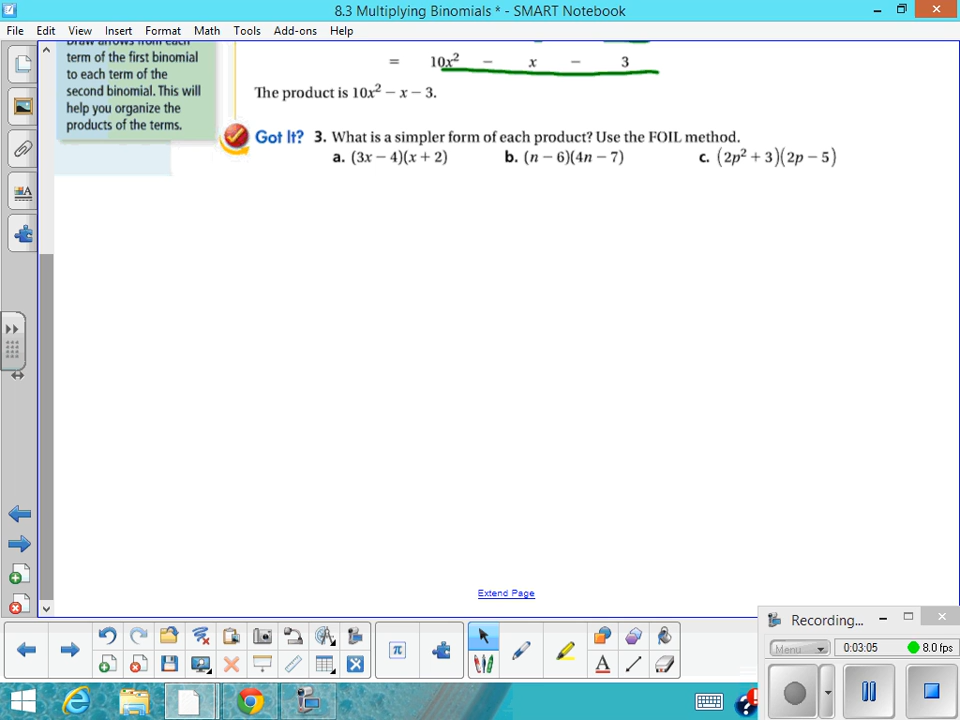 8.3 Multiplying Binomials * - SMART Notebook
File Edit View Insert Format Math Tools Add-ons Help
Draw arrows from each
term of the first binomial
to each term of the
second binomial. This will
help you organize the
products of the terms.
= 10x² − x − 3
The product is 10x² − x − 3.
Got It? 3. What is a simpler form of each product? Use the FOIL method.
a. (3x − 4)(x + 2) b. (n − 6)(4n − 7) c. (2p² + 3)(2p − 5)
Extend Page
Recording...
Menu 0:03:05 8.0 fps